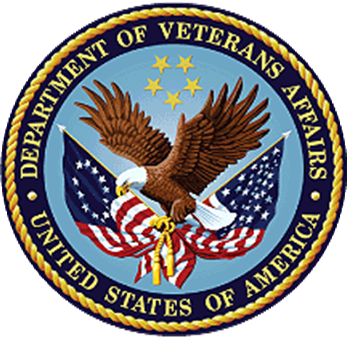 DEPARTMENT OF VETERANS AFFAIRS
UNITED STATES OF AMERICA